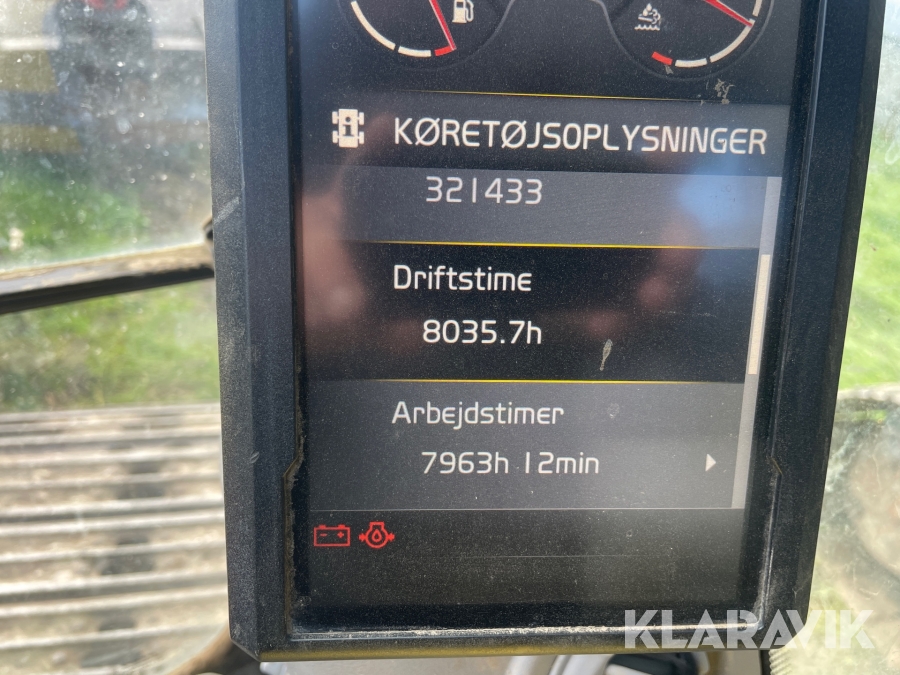 KØRETØJSOPLYSNINGER
321433
Driftstime
8035.7h
Arbejdstimer
7963h 12min
KLARAVIK